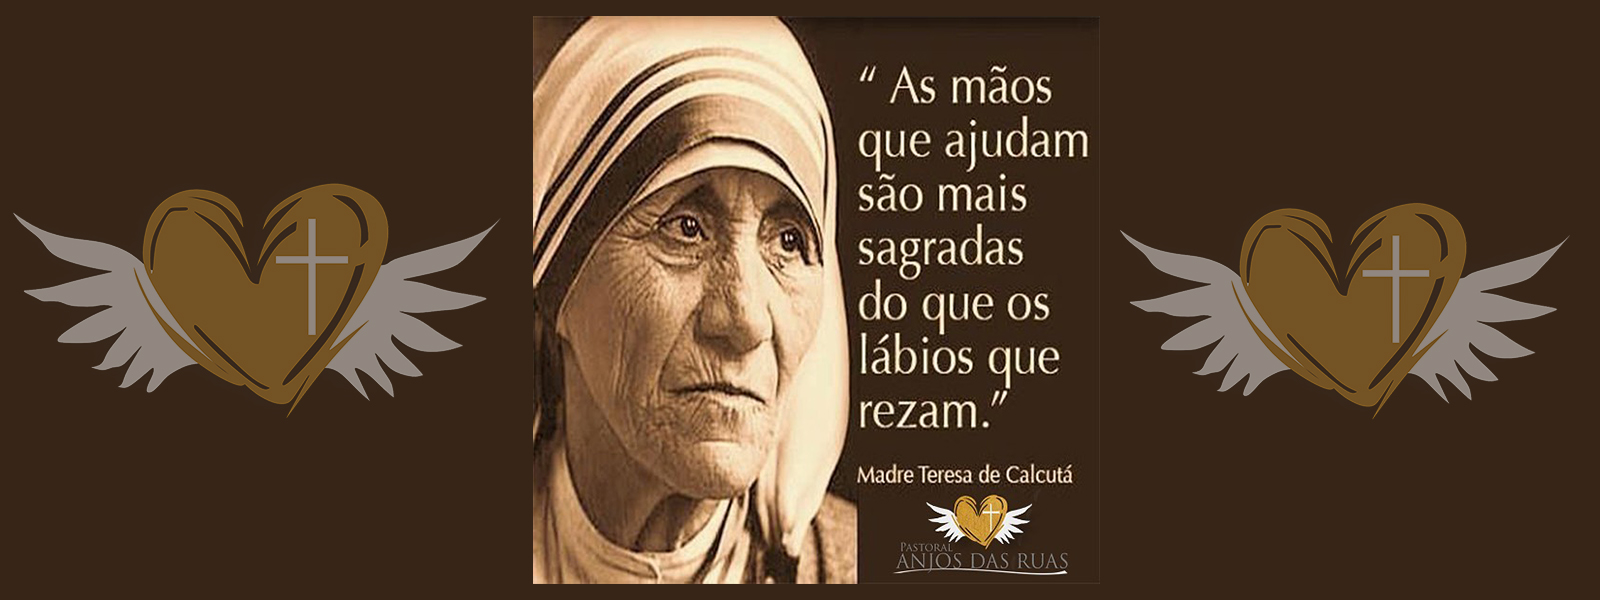 “ As mãos
que ajudam
são mais
sagradas
do que os
lábios que
rezam.”
Madre Teresa de Calcutá
PASTORAL
ANJOS DAS RUAS